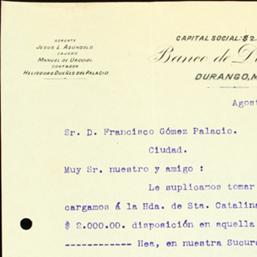 GERENTE
JESUS L. ASUNSOLO
CAJERO
MANUEL DE URQUIDI
CONTADOR
HELIODORO DUEÑES DEL PALACIO
CAPITAL SOCIAL: $2.
Banco de Du
DURANGO, M
Agos
Sr. D. Francisco Gómez Palacio.
Ciudad.
Muy Sr. nuestro y amigo :
Le suplicamos tomar
cargamos á la Hda. de Sta. Catalina
$ 2.000.00. disposición en aquella
------------ Hea, en nuestra Sucur